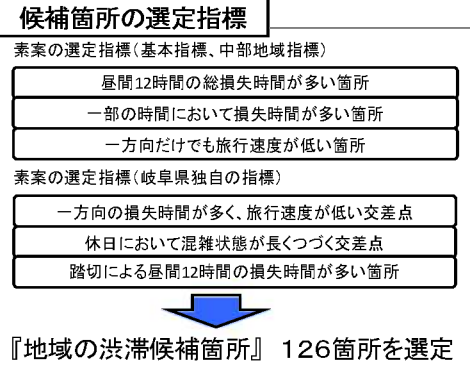 候補箇所の選定指標
素案の選定指標(基本指標、中部地域指標)
昼間12時間の総損失時間が多い箇所
一部の時間において損失時間が多い箇所
一方向だけでも旅行速度が低い箇所
素案の選定指標(岐阜県独自の指標)
一方向の損失時間が多く、旅行速度が低い交差点
休日において混雑状態が長くつづく交差点
踏切による昼間12時間の損失時間が多い箇所
『地域の渋滞候補箇所』 126箇所を選定